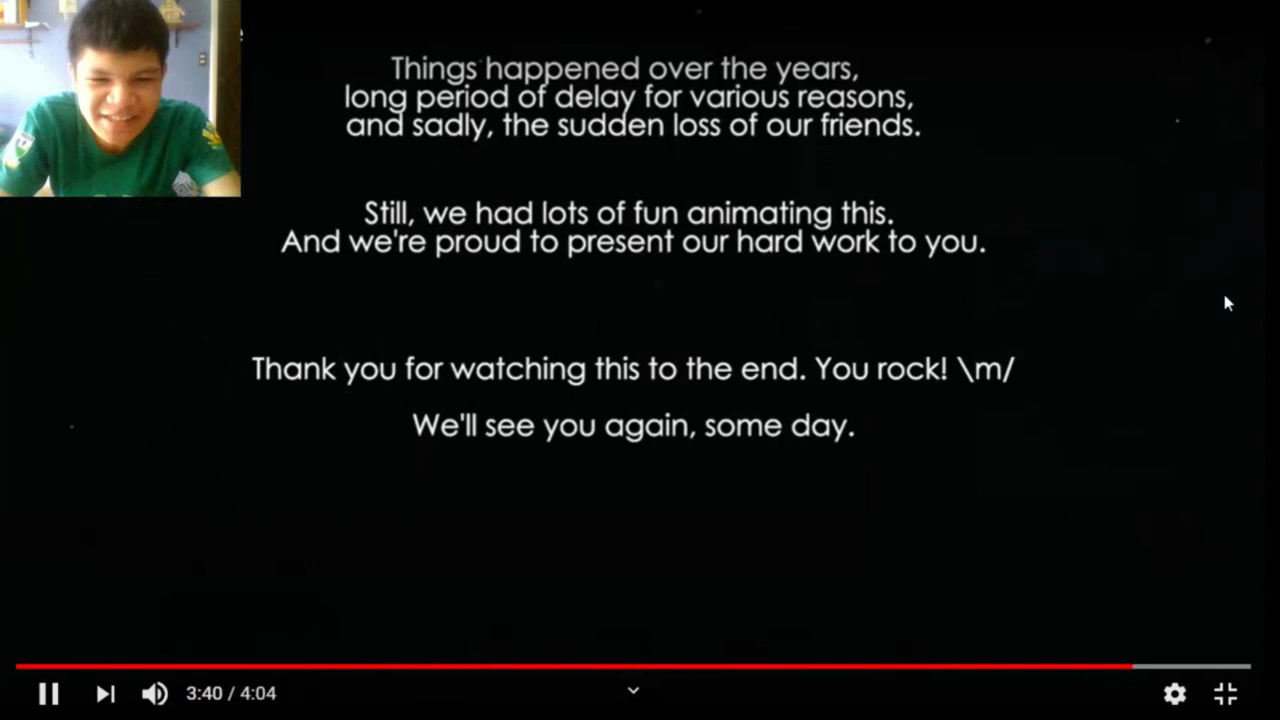 Things happened over the years,
long period of delay for various reasons,
and sadly, the sudden loss of our friends.
Still, we had lots of fun animating this.
And we're proud to present our hard work to you.
Thank you for watching this to the end. You rock! \m/
We'll see you again, some day.
3:40 / 4:04